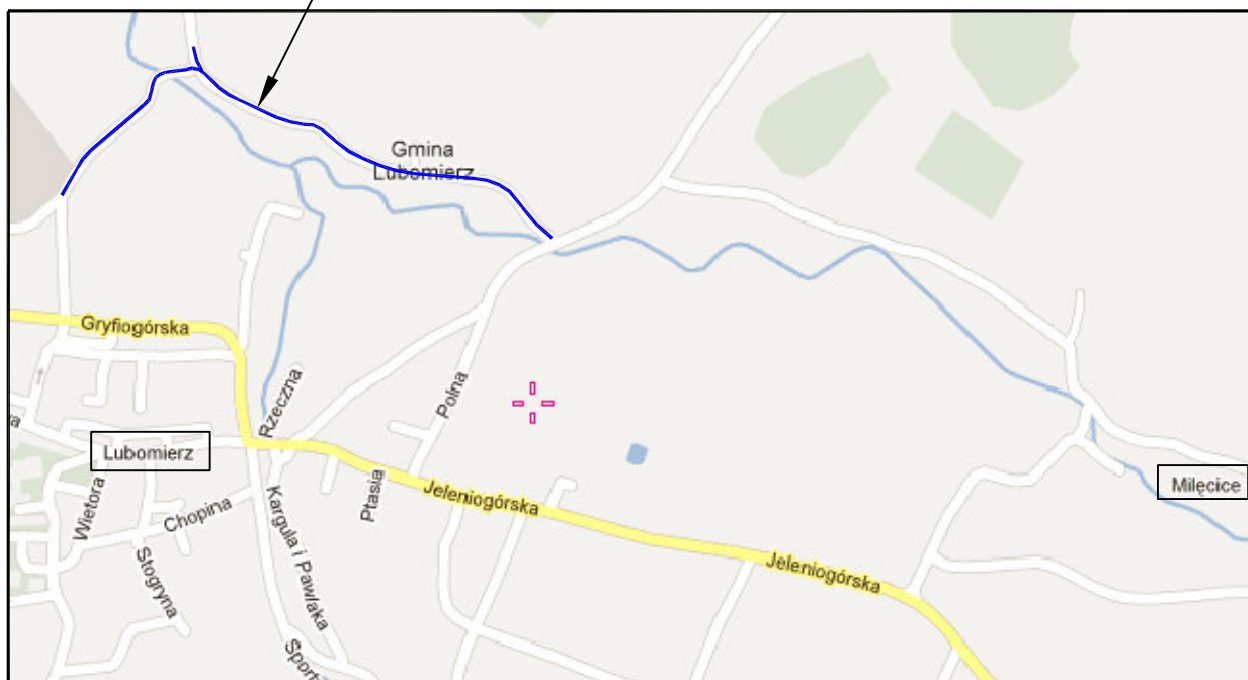 Gmina
Lubomierz
Gryfiogórska
Polna
Rzeczna
Lubomierz
Ptasia
Jeleniogórska
Milęcice
Wietora
Chopina
Kargula i Pawlaka
Stogryna
Jeleniogórska
Sport